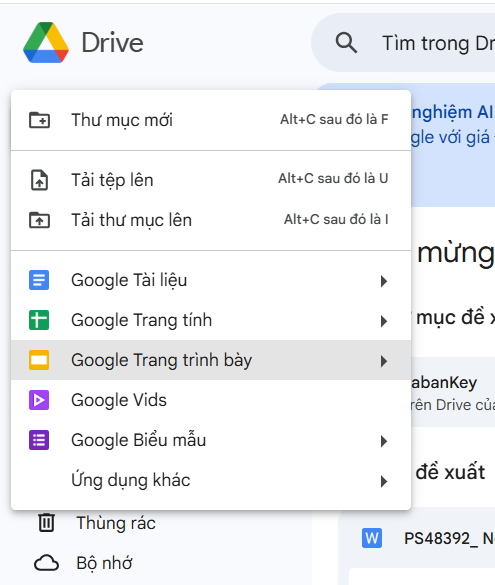 Drive
Tìm trong Dr
Thư mục mới Alt+C sau đó là F
nghiệm AI
Tải tệp lên Alt+C sau đó là U
gle với giá
Tải thư mục lên Alt+C sau đó là I
mừng
Google Tài liệu
Google Trang tính
mục để x
Google Trang trình bày
abanKey
Google Vids
rên Drive của
Google Biểu mẫu
Ứng dụng khác
đề xuất
Thùng rác
W PS48392_ N
Bộ nhớ